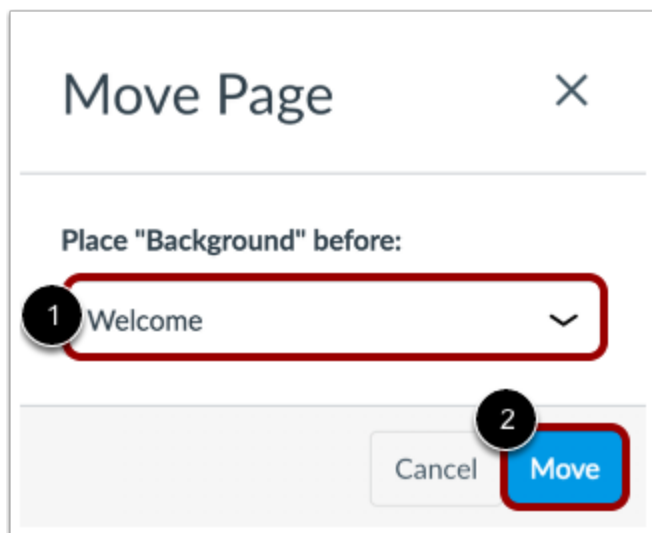 Move Page
Place "Background" before:
1 Welcome
2
Cancel Move